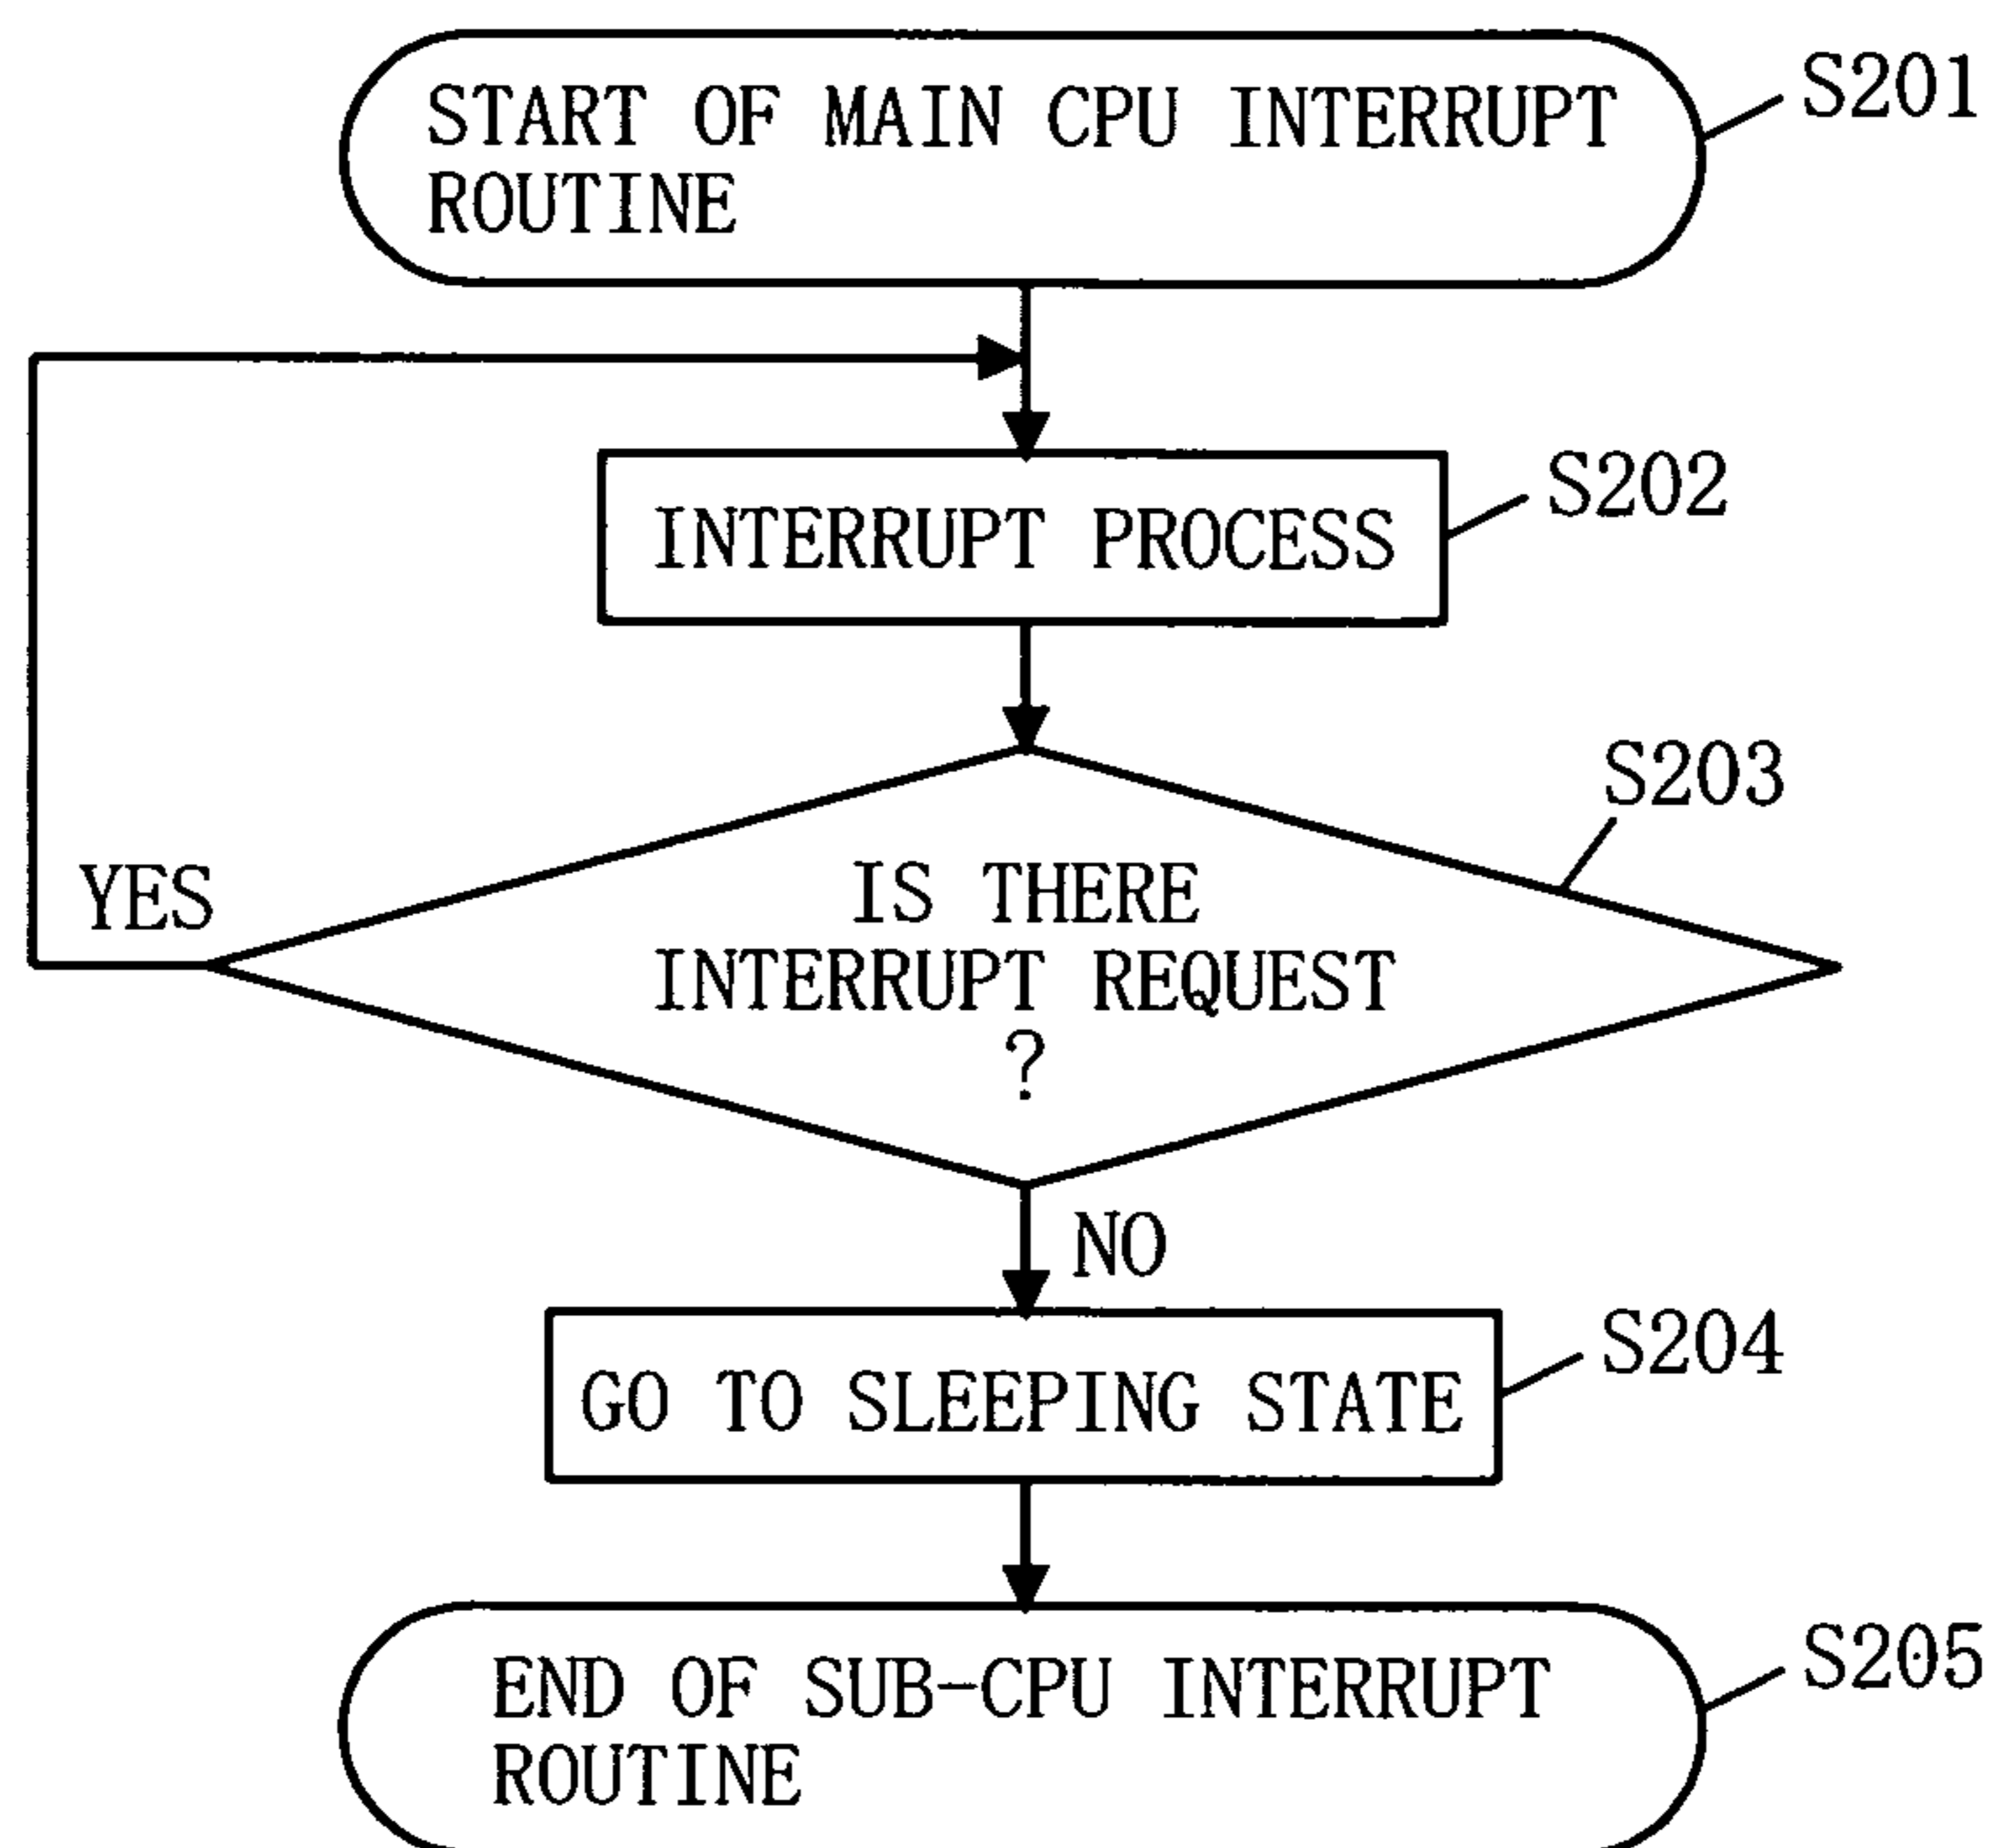 START OF MAIN CPU INTERRUPT
ROUTINE
S201
INTERRUPT PROCESS
S202
S203
IS THERE
INTERRUPT REQUEST
?
YES
NO
GO TO SLEEPING STATE
S204
END OF SUB-CPU INTERRUPT
ROUTINE
S205